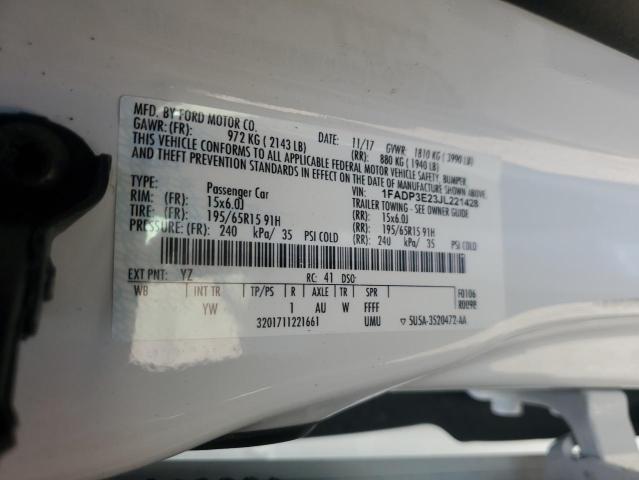 MFD. BY FORD MOTOR CO.
DATE: 11/17 GVWR: 1810 KG ( 3990 LB)
GAWR: (FR): 972 KG ( 2143 LB) (RR): 880 KG ( 1940 LB)
THIS VEHICLE CONFORMS TO ALL APPLICABLE FEDERAL MOTOR VEHICLE SAFETY, BUMPER
AND THEFT PREVENTION STANDARDS IN EFFECT ON THE DATE OF MANUFACTURE SHOWN ABOVE.
VIN: 1FADP3E23JL221428
TYPE: Passenger Car TRAILER TOWING - SEE OWNER GUIDE
RIM: (FR): 15x6.0J (RR): 15x6.0J
TIRE: (FR): 195/65R15 91H (RR): 195/65R15 91H
PRESSURE: (FR): 240 kPa/ 35 PSI COLD (RR): 240 kPa/ 35 PSI COLD
EXT PNT: YZ RC: 41 DSO:
WB INT TR TP/PS R AXLE TR SPR F0106
YW 1 AU W FFFF
3201711221661 UMU ▽ 5U5A-3520472-AA